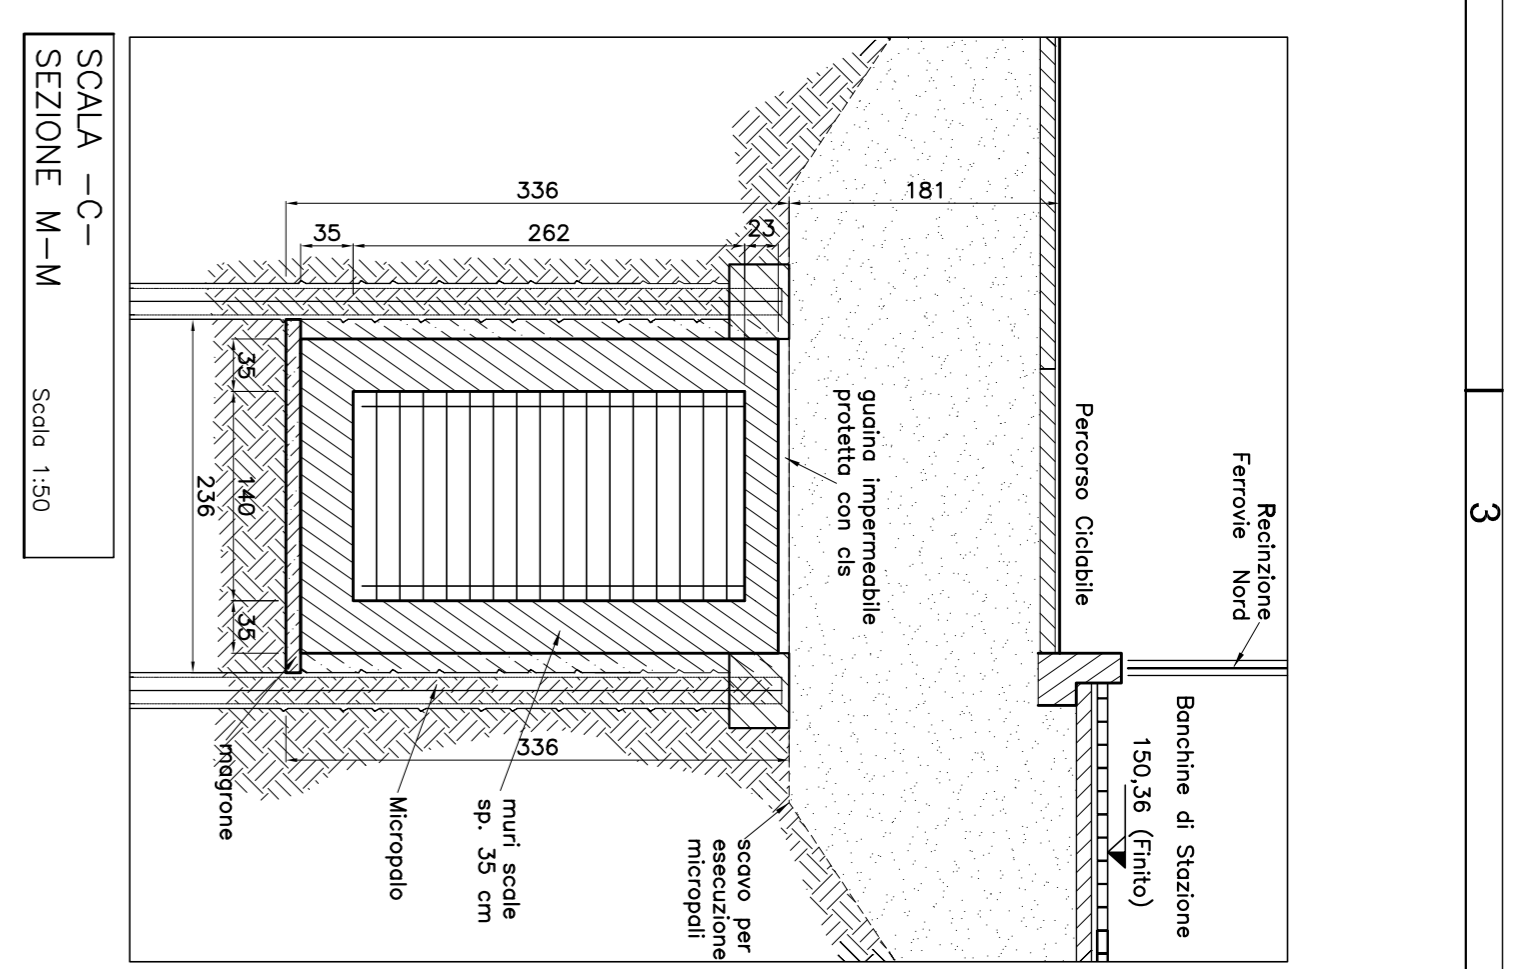 3
Recinzione
Ferrovie Nord
Percorso Ciclabile
Banchine di Stazione
150,36 (Finito)
181
336
23
262
35
guaina impermeabile
protetta con cls
35
140
35
236
336
scavo per
esecuzione
micropali
muri scale
sp. 35 cm
Micropalo
magrone
SCALA -C-
SEZIONE M-M
Scala 1:50